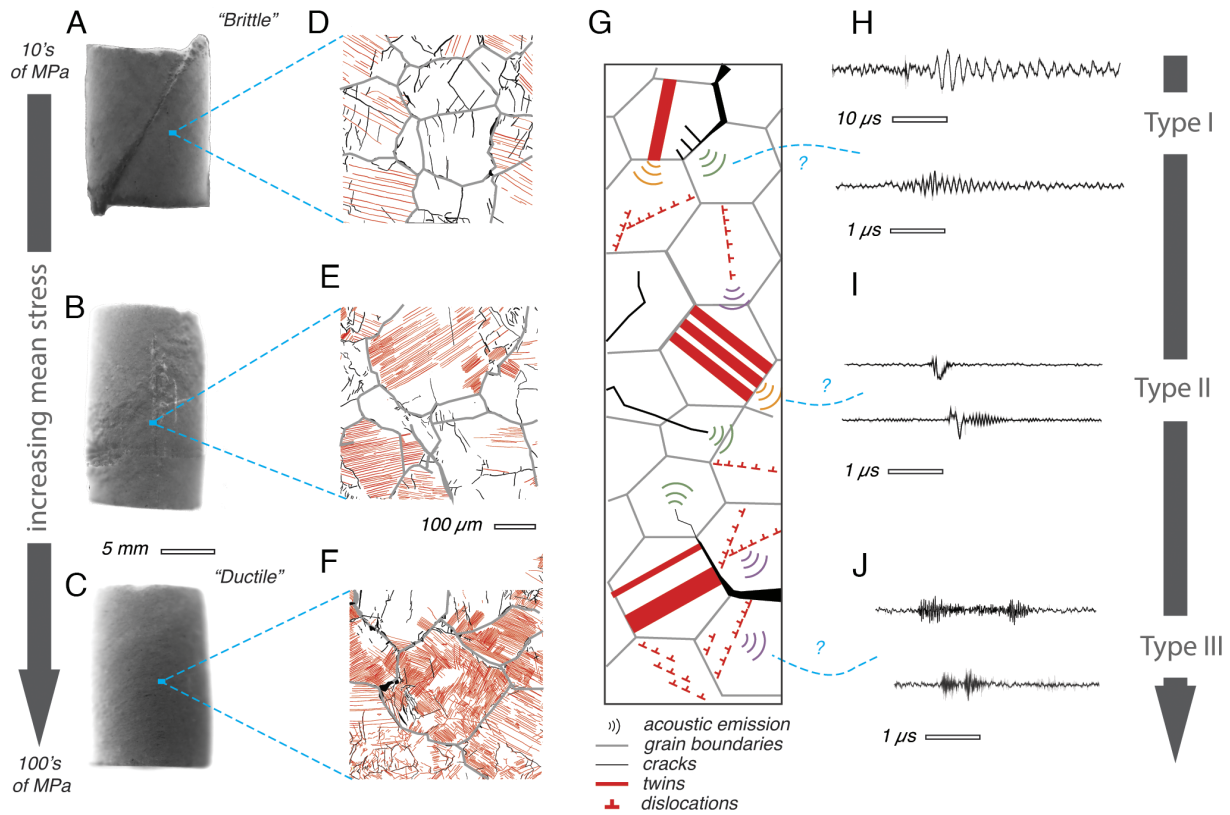 A
"Brittle"
D
10's
of MPa
increasing mean stress
B
E
5 mm
100 µm
C
"Ductile"
F
100's
of MPa
G
?
?
?
acoustic emission
grain boundaries
cracks
twins
dislocations
H
10 µs
1 µs
I
1 µs
J
1 µs
Type I
Type II
Type III